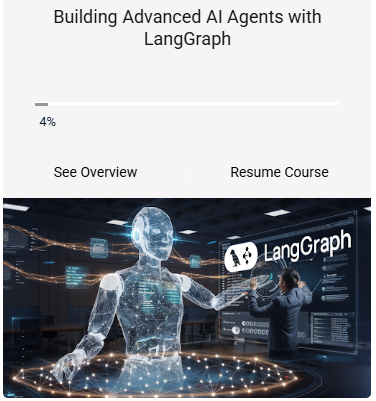 Building Advanced AI Agents with
LangGraph
4%
See Overview
Resume Course
LangGraph